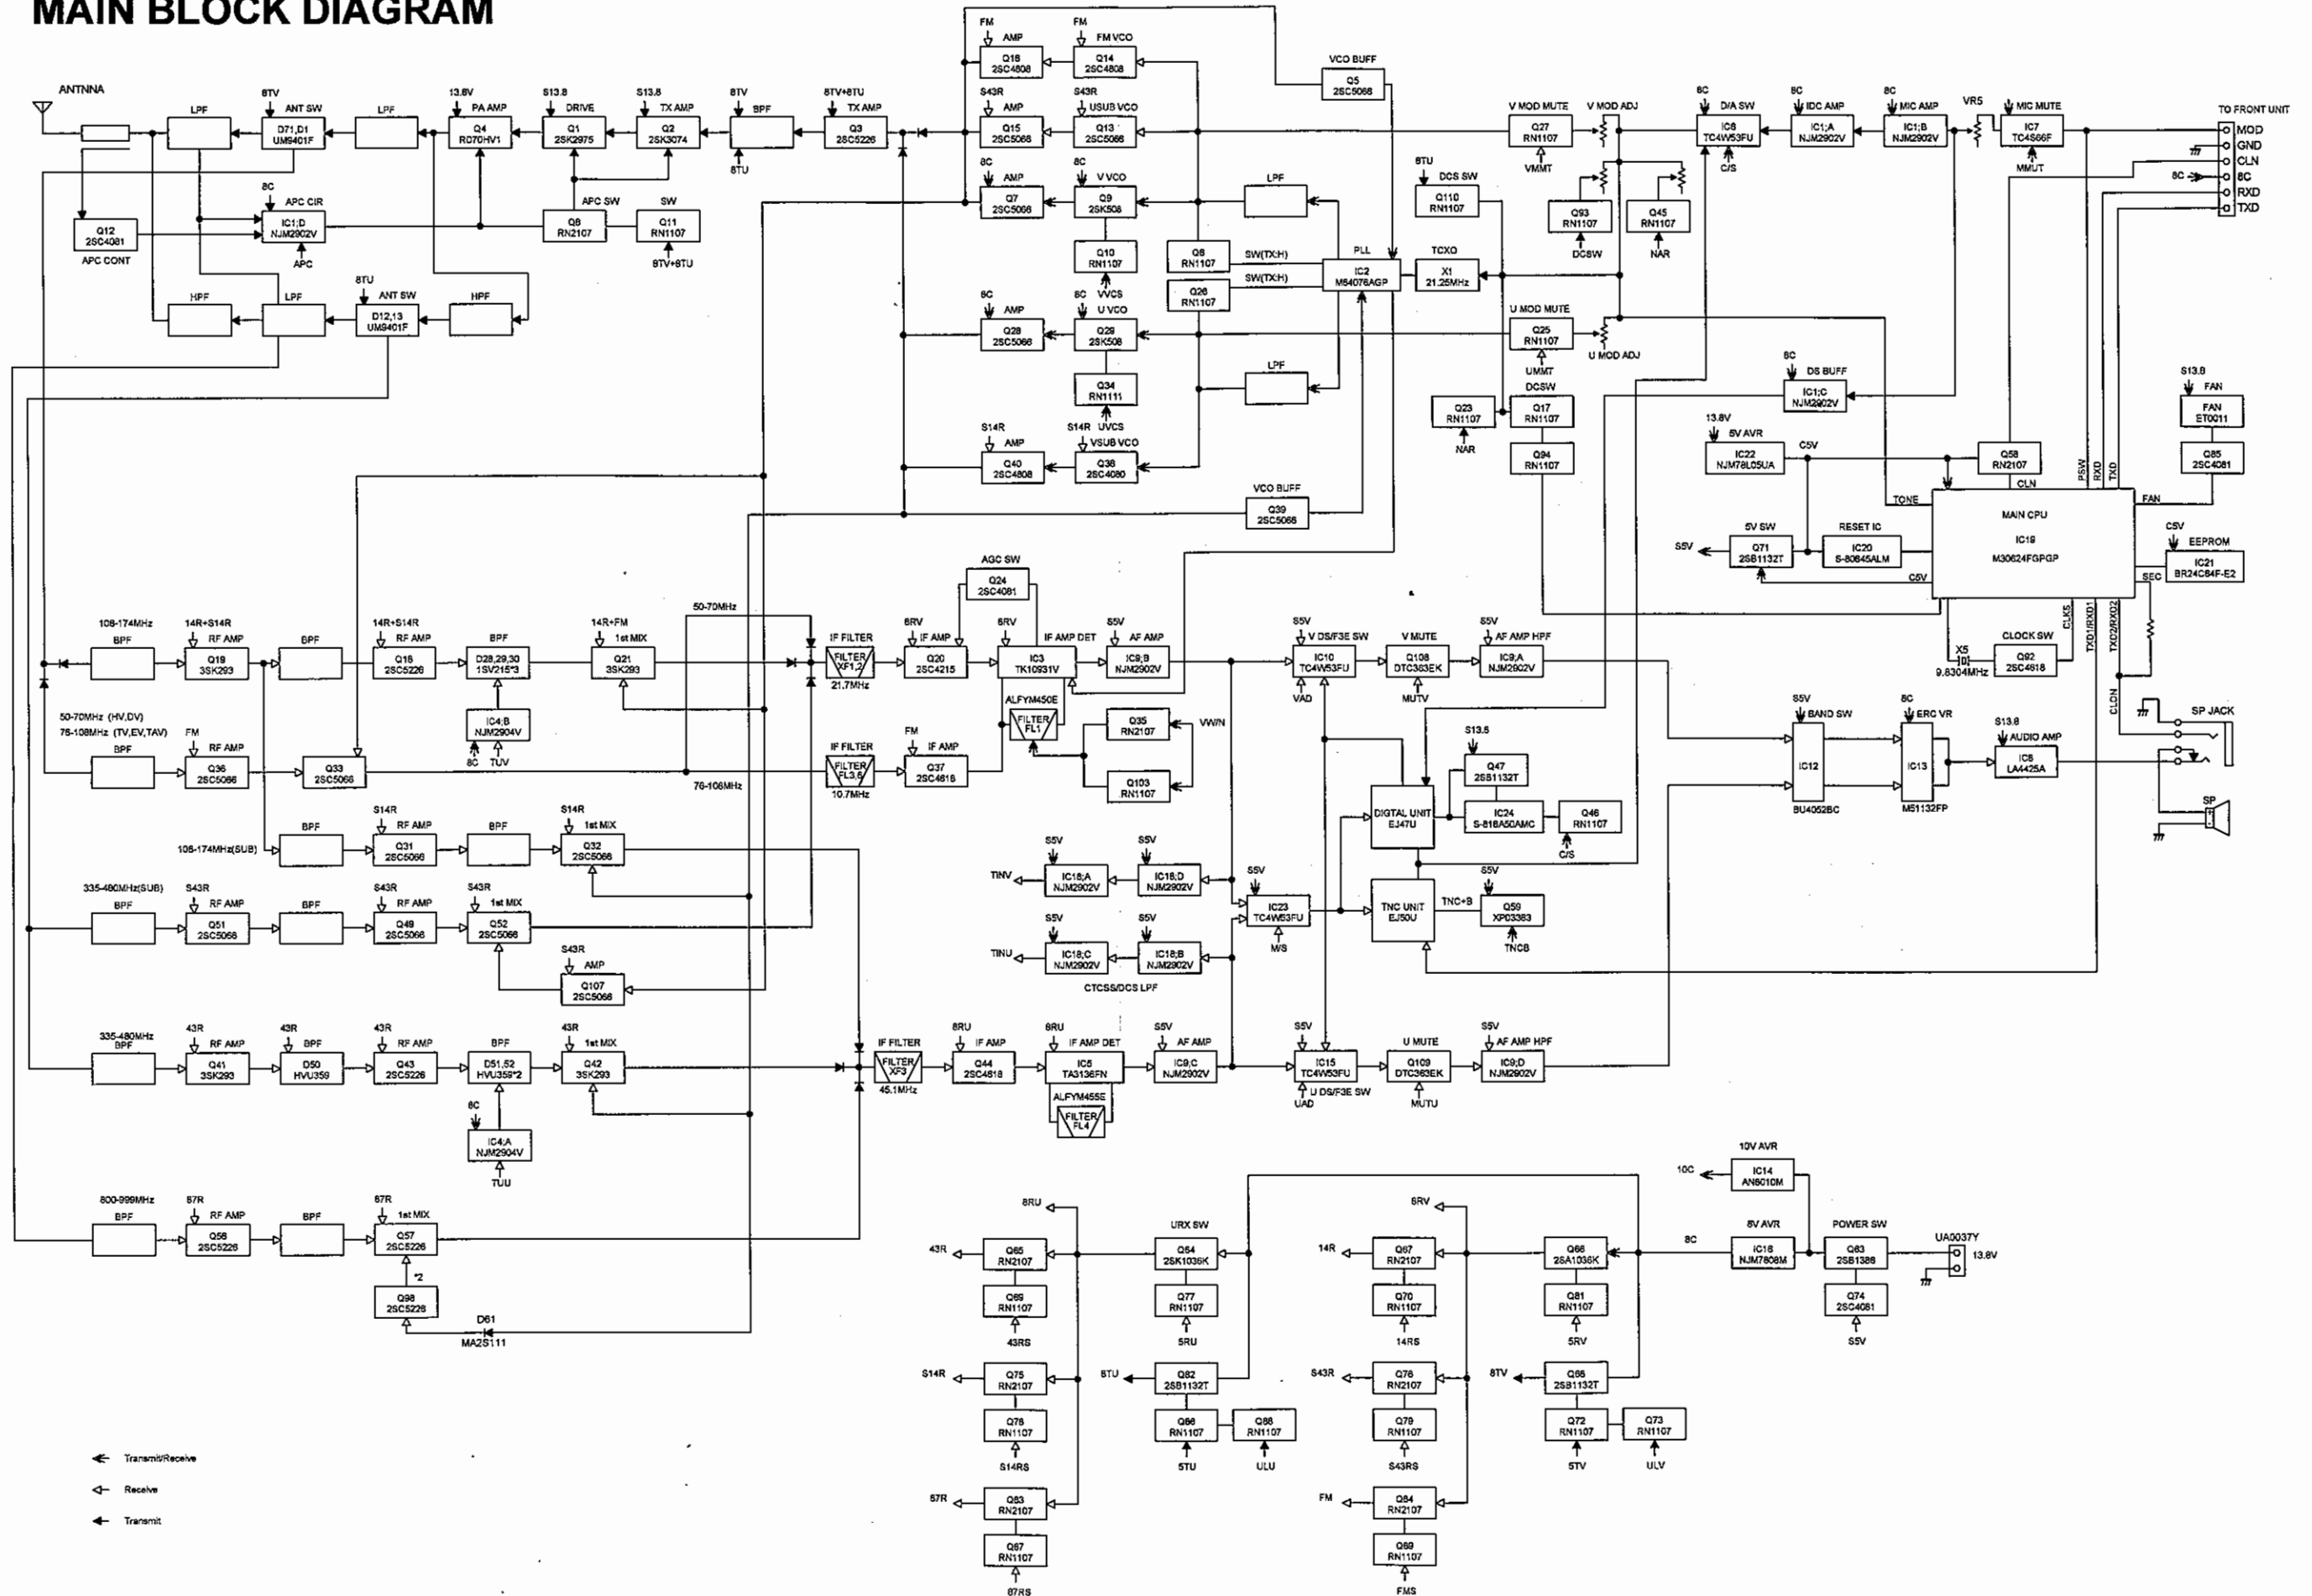 MAIN BLOCK DIAGRAM
ANTNNA
LPF
8TV
ANT SW
D71,D1
UM9401F
LPF
13.8V
PA AMP
Q4
RD70HV1
S13.8
DRIVE
Q1
2SK2975
S13.8
TX AMP
Q2
2SK3074
8TV
BPF
8TU
8TV+8TU
TX AMP
Q3
2SC5226
FM
AMP
Q16
2SC4808
FM
FM VCO
Q14
2SC4808
S43R
AMP
Q15
2SC5066
S43R
USUB VCO
Q13
2SC5066
8C
AMP
Q7
2SC5066
8C
V VCO
Q9
2SK508
Q10
RN1107
VVCS
VCO BUFF
Q5
2SC5066
LPF
Q6
RN1107
SW(TX:H)
Q26
RN1107
SW(TX:H)
PLL
IC2
M64076AGP
TCXO
X1
21.25MHz
8TU
DCS SW
Q110
RN1107
V MOD MUTE
Q27
RN1107
VMMT
V MOD ADJ
Q93
RN1107
DCSW
Q45
RN1107
NAR
8C
D/A SW
IC6
TC4W53FU
C/S
8C
IDC AMP
IC1;A
NJM2902V
8C
MIC AMP
IC1;B
NJM2902V
VR5
MIC MUTE
IC7
TC4S66F
MMUT
TO FRONT UNIT
MOD
GND
CLN
8C
8C
RXD
TXD
Q12
2SC4081
APC CONT
8C
APC CIR
IC1;D
NJM2902V
APC
APC SW
Q8
RN2107
SW
Q11
RN1107
8TV+8TU
HPF
LPF
8TU
ANT SW
D12,13
UM9401F
HPF
8C
AMP
Q28
2SC5066
8C
U VCO
Q29
2SK508
Q34
RN1111
UVCS
LPF
U MOD MUTE
Q25
RN1107
UMMT
U MOD ADJ
Q23
RN1107
NAR
DCSW
Q17
RN1107
Q94
RN1107
S14R
AMP
Q40
2SC4808
S14R
VSUB VCO
Q38
2SC4080
VCO BUFF
Q39
2SC5066
8C
DS BUFF
IC1;C
NJM2902V
13.8V
5V AVR
IC22
NJM78L05UA
C5V
Q58
RN2107
CLN
PSW
RXD
TXD
S13.8
FAN
FAN
ET0011
Q85
2SC4081
FAN
TONE
MAIN CPU
IC19
M30624FGPGP
S5V
5V SW
Q71
2SB1132T
RESET IC
IC20
S-80845ALM
C5V
C5V
EEPROM
IC21
BR24C64F-E2
SEC
CLKS
TXD1/RXD1
TXD2/RXD2
X5
9.8304MHz
CLOCK SW
Q92
2SC4618
CLON
SP JACK
SP
108-174MHz
BPF
14R+S14R
RF AMP
Q19
3SK293
BPF
14R+S14R
RF AMP
Q18
2SC5226
BPF
D28,29,30
1SV215*3
IC4;B
NJM2904V
8C
TUV
14R+FM
1st MIX
Q21
3SK293
50-70MHz
IF FILTER
FILTER
XF1,2
21.7MHz
8RV
IF AMP
Q20
2SC4215
AGC SW
Q24
2SC4081
8RV
IF AMP DET
IC3
TK10931V
S5V
AF AMP
IC9;B
NJM2902V
ALFYM450E
FILTER
FL1
Q35
RN2107
VW/N
Q103
RN1107
50-70MHz (HV,DV)
76-108MHz (TV,EV,TAV)
BPF
FM
RF AMP
Q36
2SC5066
Q33
2SC5066
76-108MHz
IF FILTER
FILTER
FL3,6
10.7MHz
FM
IF AMP
Q37
2SC4618
S5V
V DS/F3E SW
IC10
TC4W53FU
VAD
V MUTE
Q108
DTC363EK
MUTV
S5V
AF AMP HPF
IC9;A
NJM2902V
S13.8
Q47
2SB1132T
DIGTAL UNIT
EJ47U
IC24
S-818A50AMC
Q46
RN1107
C/S
S5V
BAND SW
IC12
BU4052BC
8C
ERC VR
IC13
M51132FP
S13.8
AUDIO AMP
IC8
LA4425A
108-174MHz(SUB)
BPF
S14R
RF AMP
Q31
2SC5066
BPF
S14R
1st MIX
Q32
2SC5066
335-480MHz(SUB)
BPF
S43R
RF AMP
Q51
2SC5066
BPF
S43R
RF AMP
Q49
2SC5066
S43R
1st MIX
Q52
2SC5066
S43R
AMP
Q107
2SC5066
TINV
S5V
IC18;A
NJM2902V
S5V
IC18;D
NJM2902V
TINU
S5V
IC18;C
NJM2902V
S5V
IC18;B
NJM2902V
CTCSS/DCS LPF
S5V
IC23
TC4W53FU
M/S
TNC UNIT
EJ50U
TNC+B
S5V
Q59
XP03383
TNCB
335-480MHz
BPF
43R
RF AMP
Q41
3SK293
43R
BPF
D50
HVU359
43R
RF AMP
Q43
2SC5226
BPF
D51,52
HVU359*2
8C
IC4;A
NJM2904V
TUU
43R
1st MIX
Q42
3SK293
IF FILTER
FILTER
XF3
45.1MHz
8RU
IF AMP
Q44
2SC4618
8RU
IF AMP DET
IC5
TA3136FN
ALFYM455E
FILTER
FL4
S5V
AF AMP
IC9;C
NJM2902V
S5V
IC15
TC4W53FU
U DS/F3E SW
UAD
U MUTE
Q109
DTC363EK
MUTU
S5V
AF AMP HPF
IC9;D
NJM2902V
800-999MHz
BPF
87R
RF AMP
Q56
2SC5226
BPF
87R
1st MIX
Q57
2SC5226
*2
Q98
2SC5226
D61
MA2S111
8RU
43R
Q65
RN2107
Q69
RN1107
43RS
URX SW
Q64
2SK1036K
Q77
RN1107
5RU
8RV
14R
Q67
RN2107
Q70
RN1107
14RS
Q66
2SA1036K
Q81
RN1107
5RV
8C
10C
10V AVR
IC14
AN8010M
8V AVR
IC16
NJM7808M
POWER SW
Q63
2SB1386
Q74
2SC4081
S5V
UA0037Y
13.8V
S14R
Q75
RN2107
Q78
RN1107
S14RS
8TU
Q82
2SB1132T
Q86
RN1107
5TU
Q88
RN1107
ULU
S43R
Q76
RN2107
Q79
RN1107
S43RS
8TV
Q68
2SB1132T
Q72
RN1107
5TV
Q73
RN1107
ULV
87R
Q83
RN2107
Q87
RN1107
87RS
FM
Q84
RN2107
Q89
RN1107
FMS
Transmit/Receive
Receive
Transmit